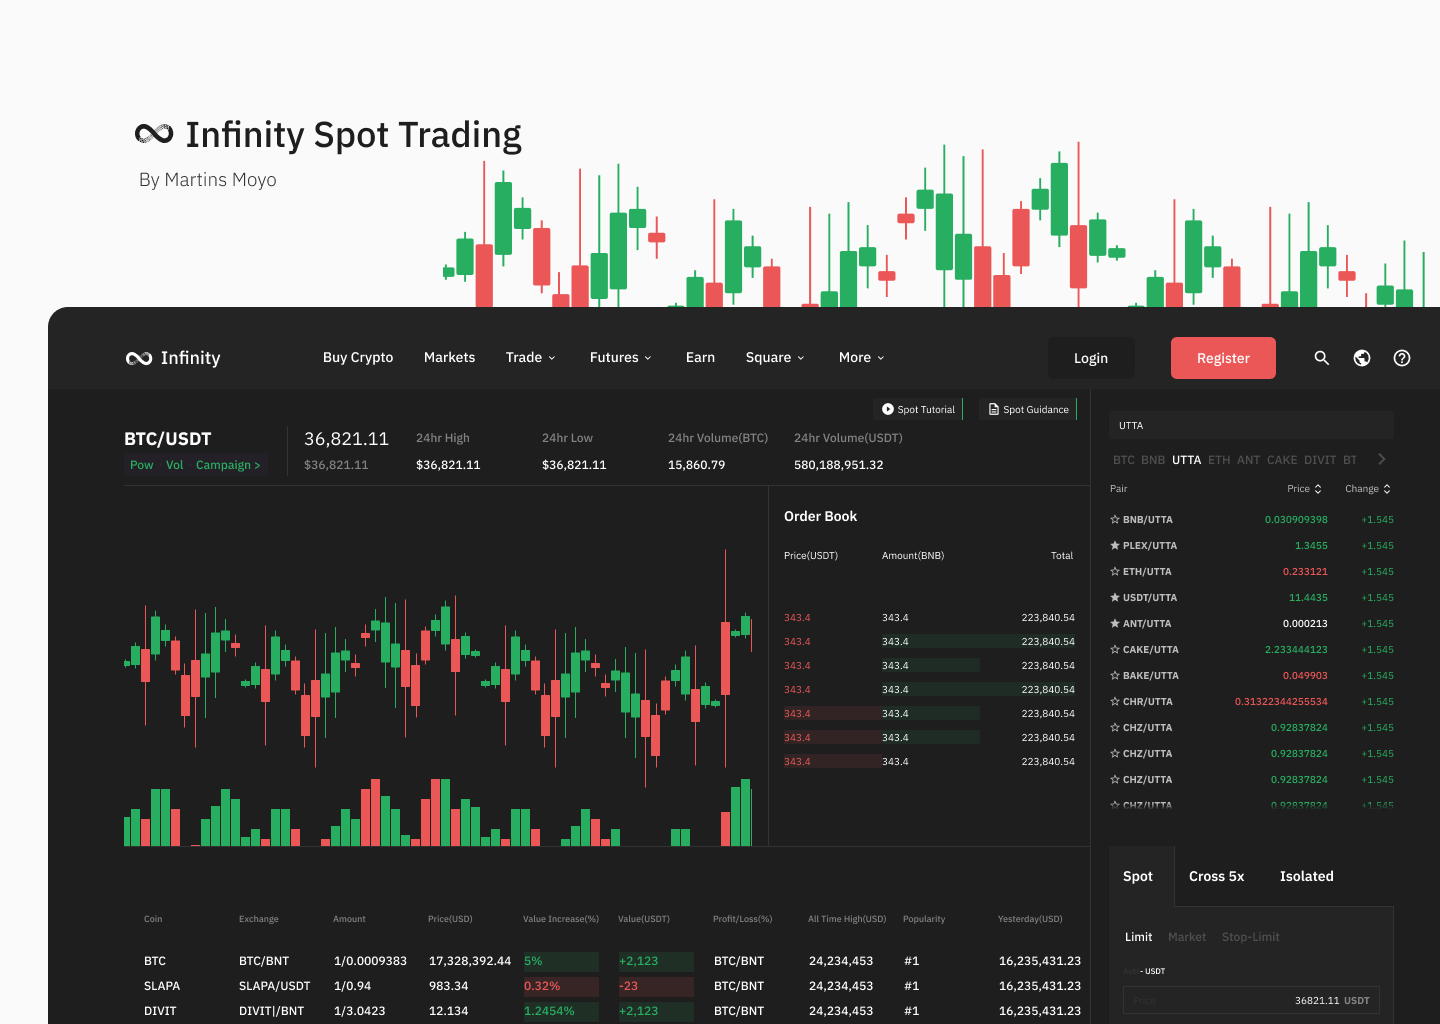 Infinity Spot Trading
By Martins Moyo
Infinity
Buy Crypto Markets Trade Futures Earn Square More
Login Register
Spot Tutorial Spot Guidance
BTC/USDT
Pow Vol Campaign >
36,821.11 24hr High 24hr Low 24hr Volume(BTC) 24hr Volume(USDT)
$36,821.11 $36,821.11 $36,821.11 15,860.79 580,188,951.32
Order Book
Price(USDT) Amount(BNB) Total
343.4 343.4 223,840.54
343.4 343.4 223,840.54
343.4 343.4 223,840.54
343.4 343.4 223,840.54
343.4 343.4 223,840.54
343.4 343.4 223,840.54
343.4 343.4 223,840.54
UTTA
BTC BNB UTTA ETH ANT CAKE DIVIT BT
Pair Price Change
BNB/UTTA 0.030909398 +1.545
PLEX/UTTA 1.3455 +1.545
ETH/UTTA 0.233121 +1.545
USDT/UTTA 11.4435 +1.545
ANT/UTTA 0.000213 +1.545
CAKE/UTTA 2.233444123 +1.545
BAKE/UTTA 0.049903 +1.545
CHR/UTTA 0.31322344255534 +1.545
CHZ/UTTA 0.92837824 +1.545
CHZ/UTTA 0.92837824 +1.545
CHZ/UTTA 0.92837824 +1.545
CHZ/UTTA 0.92837824 +1.545
Coin Exchange Amount Price(USD) Value Increase(%) Value(USDT) Profit/Loss(%) All Time High(USD) Popularity Yesterday(USD)
BTC BTC/BNT 1/0.0009383 17,328,392.44 5% +2,123 BTC/BNT 24,234,453 #1 16,235,431.23
SLAPA SLAPA/USDT 1/0.94 983.34 0.32% -23 BTC/BNT 24,234,453 #1 16,235,431.23
DIVIT DIVIT|/BNT 1/3.0423 12.134 1.2454% +2,123 BTC/BNT 24,234,453 #1 16,235,431.23
Spot Cross 5x Isolated
Limit Market Stop-Limit
- USDT
Price 36821.11 USDT